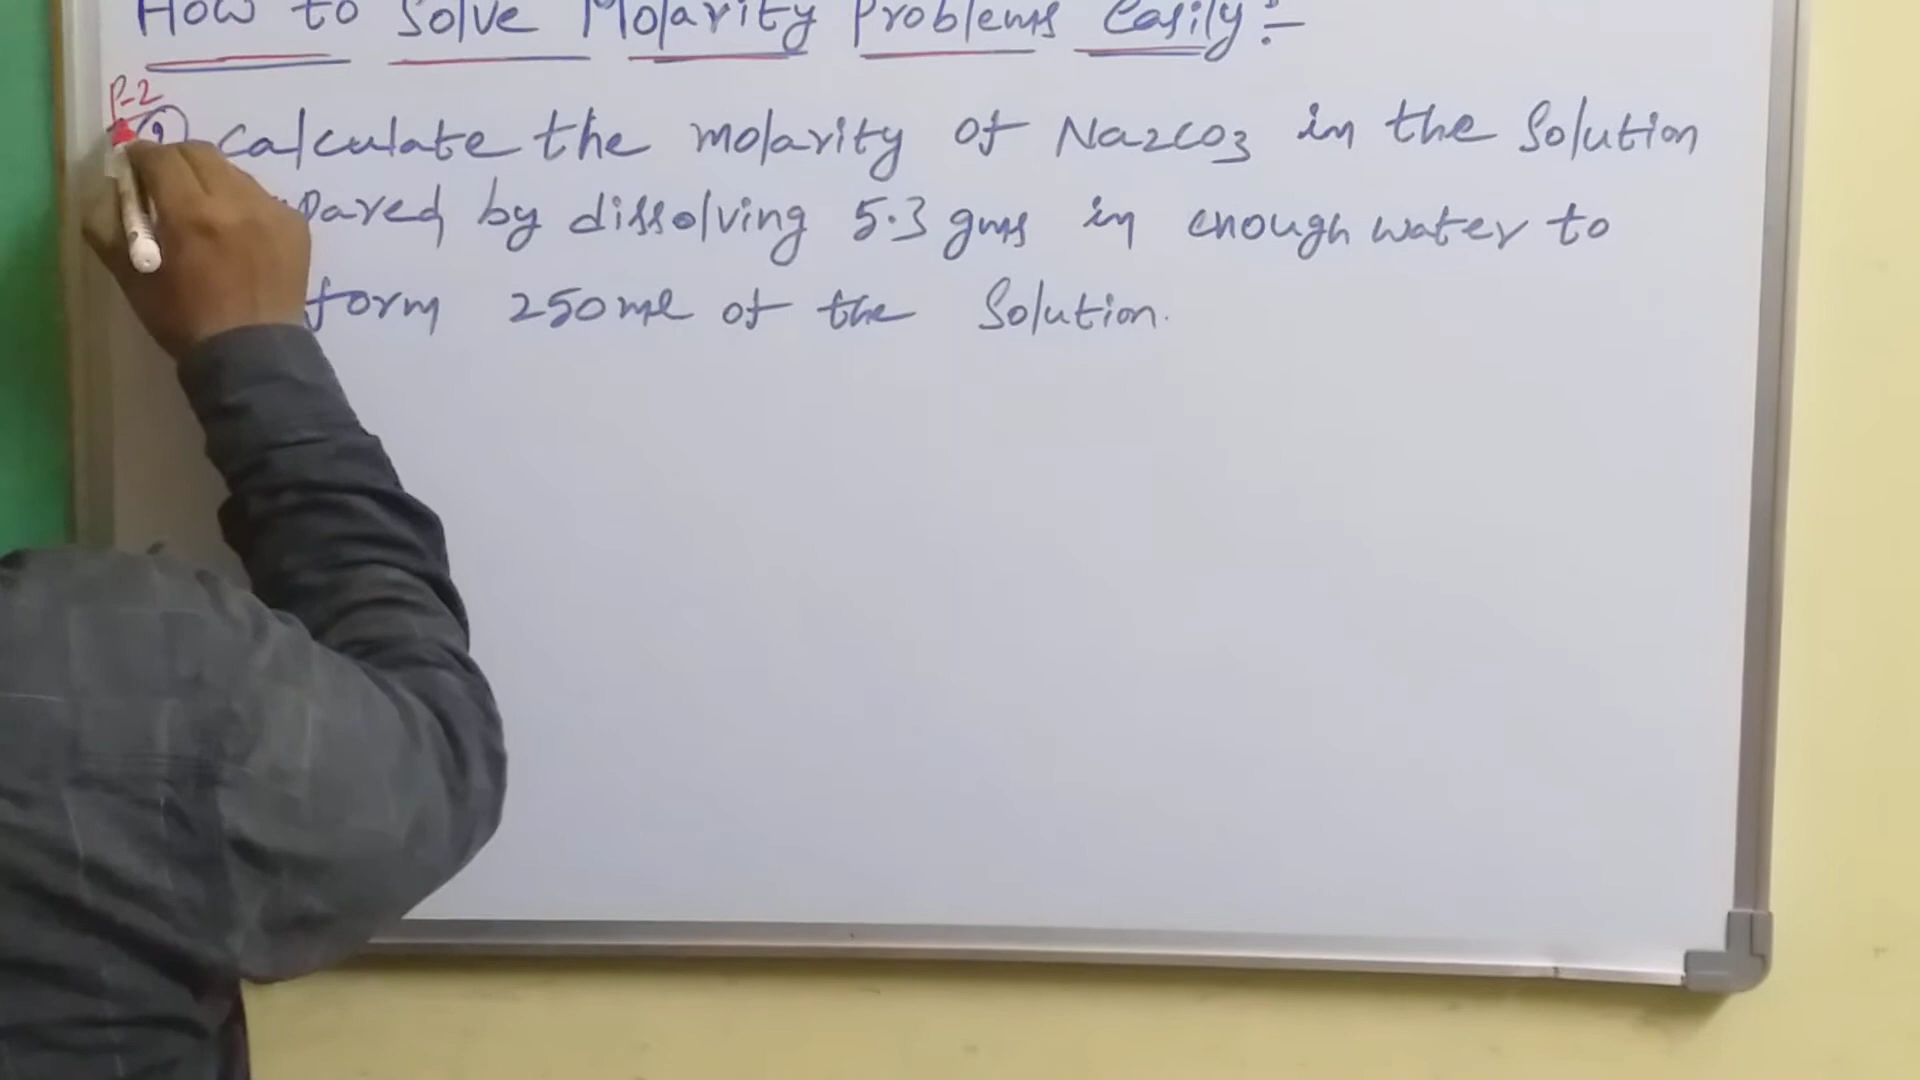 How to Solve Molarity Problems Easily:-
P-2
calculate the molarity of Na2CO3 in the Solution
by dissolving 5.3 gms in enough water to
form 250ml of the Solution.